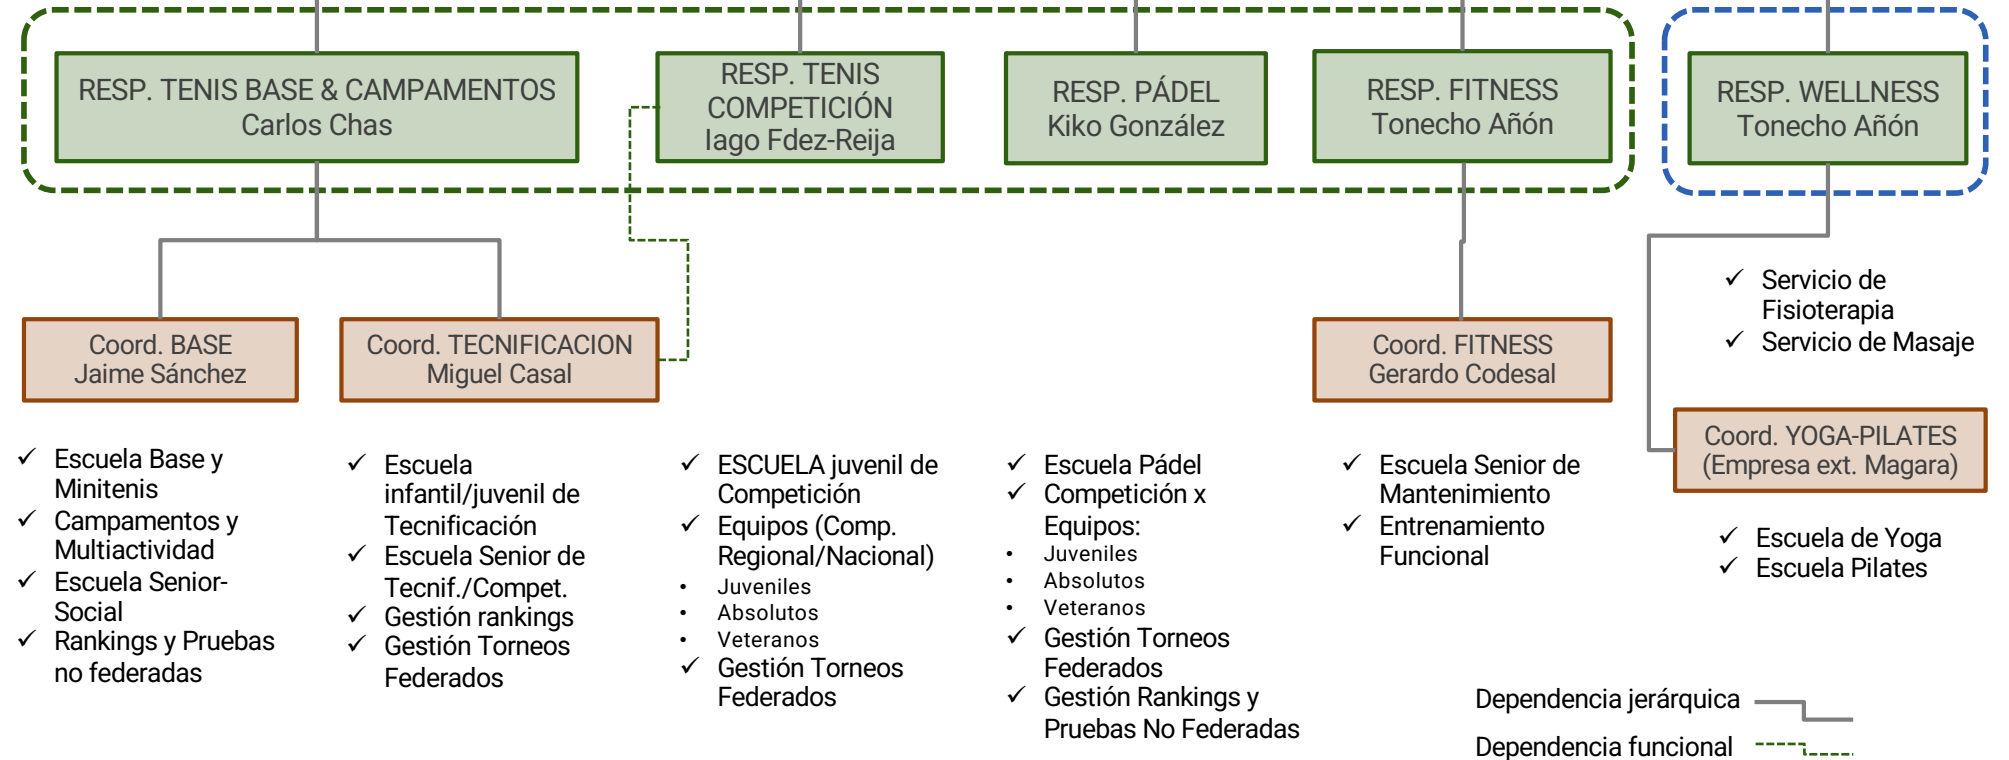 RESP. TENIS BASE & CAMPAMENTOS
Carlos Chas
RESP. TENIS
COMPETICIÓN
Iago Fdez-Reija
RESP. PÁDEL
Kiko González
RESP. FITNESS
Tonecho Añón
RESP. WELLNESS
Tonecho Añón
Coord. BASE
Jaime Sánchez
Coord. TECNIFICACION
Miguel Casal
Coord. FITNESS
Gerardo Codesal
✓ Servicio de
Fisioterapia
✓ Servicio de Masaje
Coord. YOGA-PILATES
(Empresa ext. Magara)
✓ Escuela Base y
Minitenis
✓ Campamentos y
Multiactividad
✓ Escuela Senior-
Social
✓ Rankings y Pruebas
no federadas
✓ Escuela
infantil/juvenil de
Tecnificación
✓ Escuela Senior de
Tecnif./Compet.
✓ Gestión rankings
✓ Gestión Torneos
Federados
✓ ESCUELA juvenil de
Competición
✓ Equipos (Comp.
Regional/Nacional)
• Juveniles
• Absolutos
• Veteranos
✓ Gestión Torneos
Federados
✓ Escuela Pádel
✓ Competición x
Equipos:
• Juveniles
• Absolutos
• Veteranos
✓ Gestión Torneos
Federados
✓ Gestión Rankings y
Pruebas No Federadas
✓ Escuela Senior de
Mantenimiento
✓ Entrenamiento
Funcional
✓ Escuela de Yoga
✓ Escuela Pilates
Dependencia jerárquica
Dependencia funcional